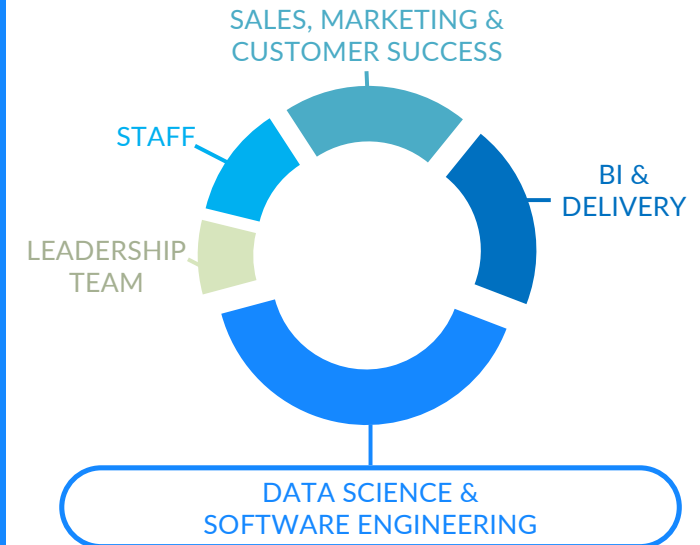 SALES, MARKETING &
CUSTOMER SUCCESS
STAFF
BI &
DELIVERY
LEADERSHIP
TEAM
DATA SCIENCE &
SOFTWARE ENGINEERING